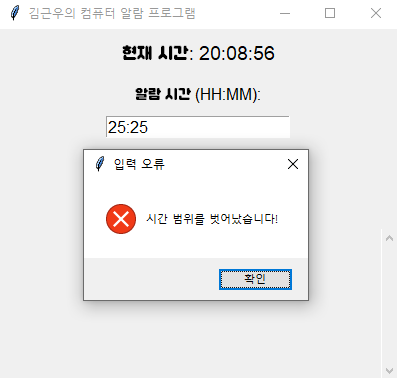 김근우의 컴퓨터 알람 프로그램
현재 시간: 20:08:56
알람 시간 (HH:MM):
25:25
입력 오류
시간 범위를 벗어났습니다!
확인